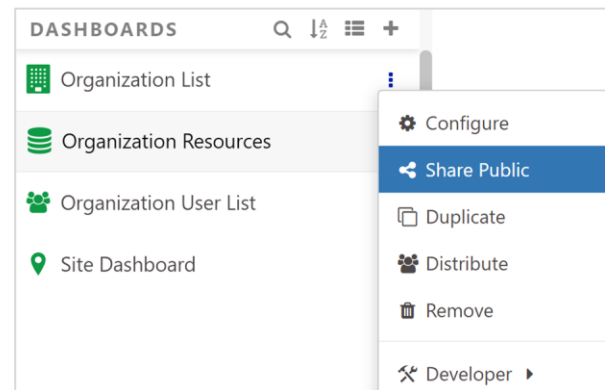 DASHBOARDS
Organization List
Organization Resources
Organization User List
Site Dashboard
Configure
Share Public
Duplicate
Distribute
Remove
Developer